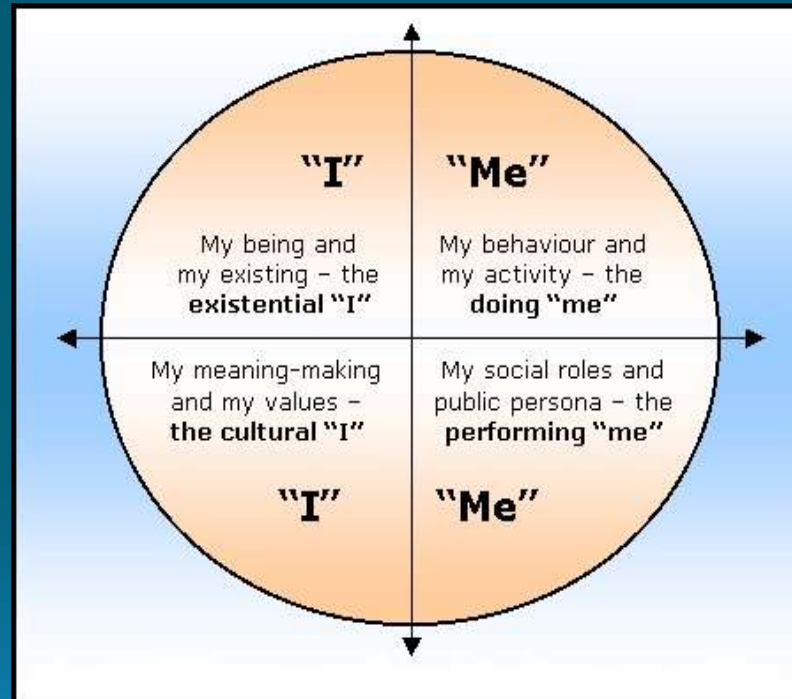 “I”
My being and
my existing – the
existential “I”
“Me”
My behaviour and
my activity – the
doing “me”
My meaning-making
and my values –
the cultural “I”
“I”
My social roles and
public persona – the
performing “me”
“Me”